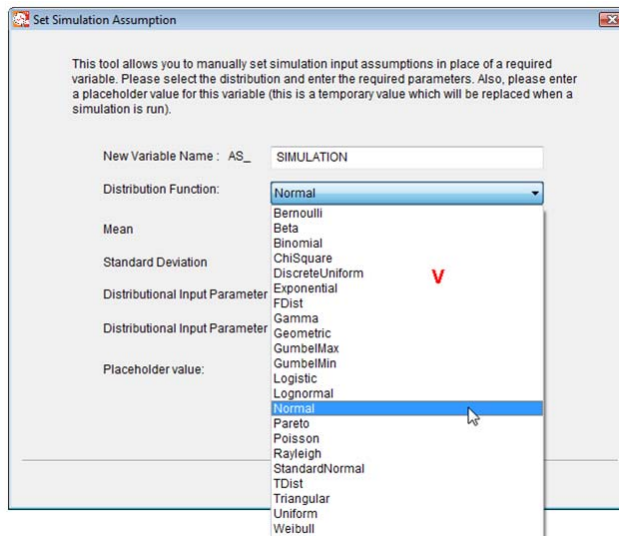 Set Simulation Assumption
This tool allows you to manually set simulation input assumptions in place of a required
variable. Please select the distribution and enter the required parameters. Also, please enter
a placeholder value for this variable (this is a temporary value which will be replaced when a
simulation is run).
New Variable Name : AS_ SIMULATION
Distribution Function: Normal
Mean
Standard Deviation
Distributional Input Parameter
Distributional Input Parameter
Placeholder value:
Bernoulli
Beta
Binomial
ChiSquare
DiscreteUniform
V
Exponential
FDist
Gamma
Geometric
GumbelMax
GumbelMin
Logistic
Lognormal
Normal
Pareto
Poisson
Rayleigh
StandardNormal
TDist
Triangular
Uniform
Weibull